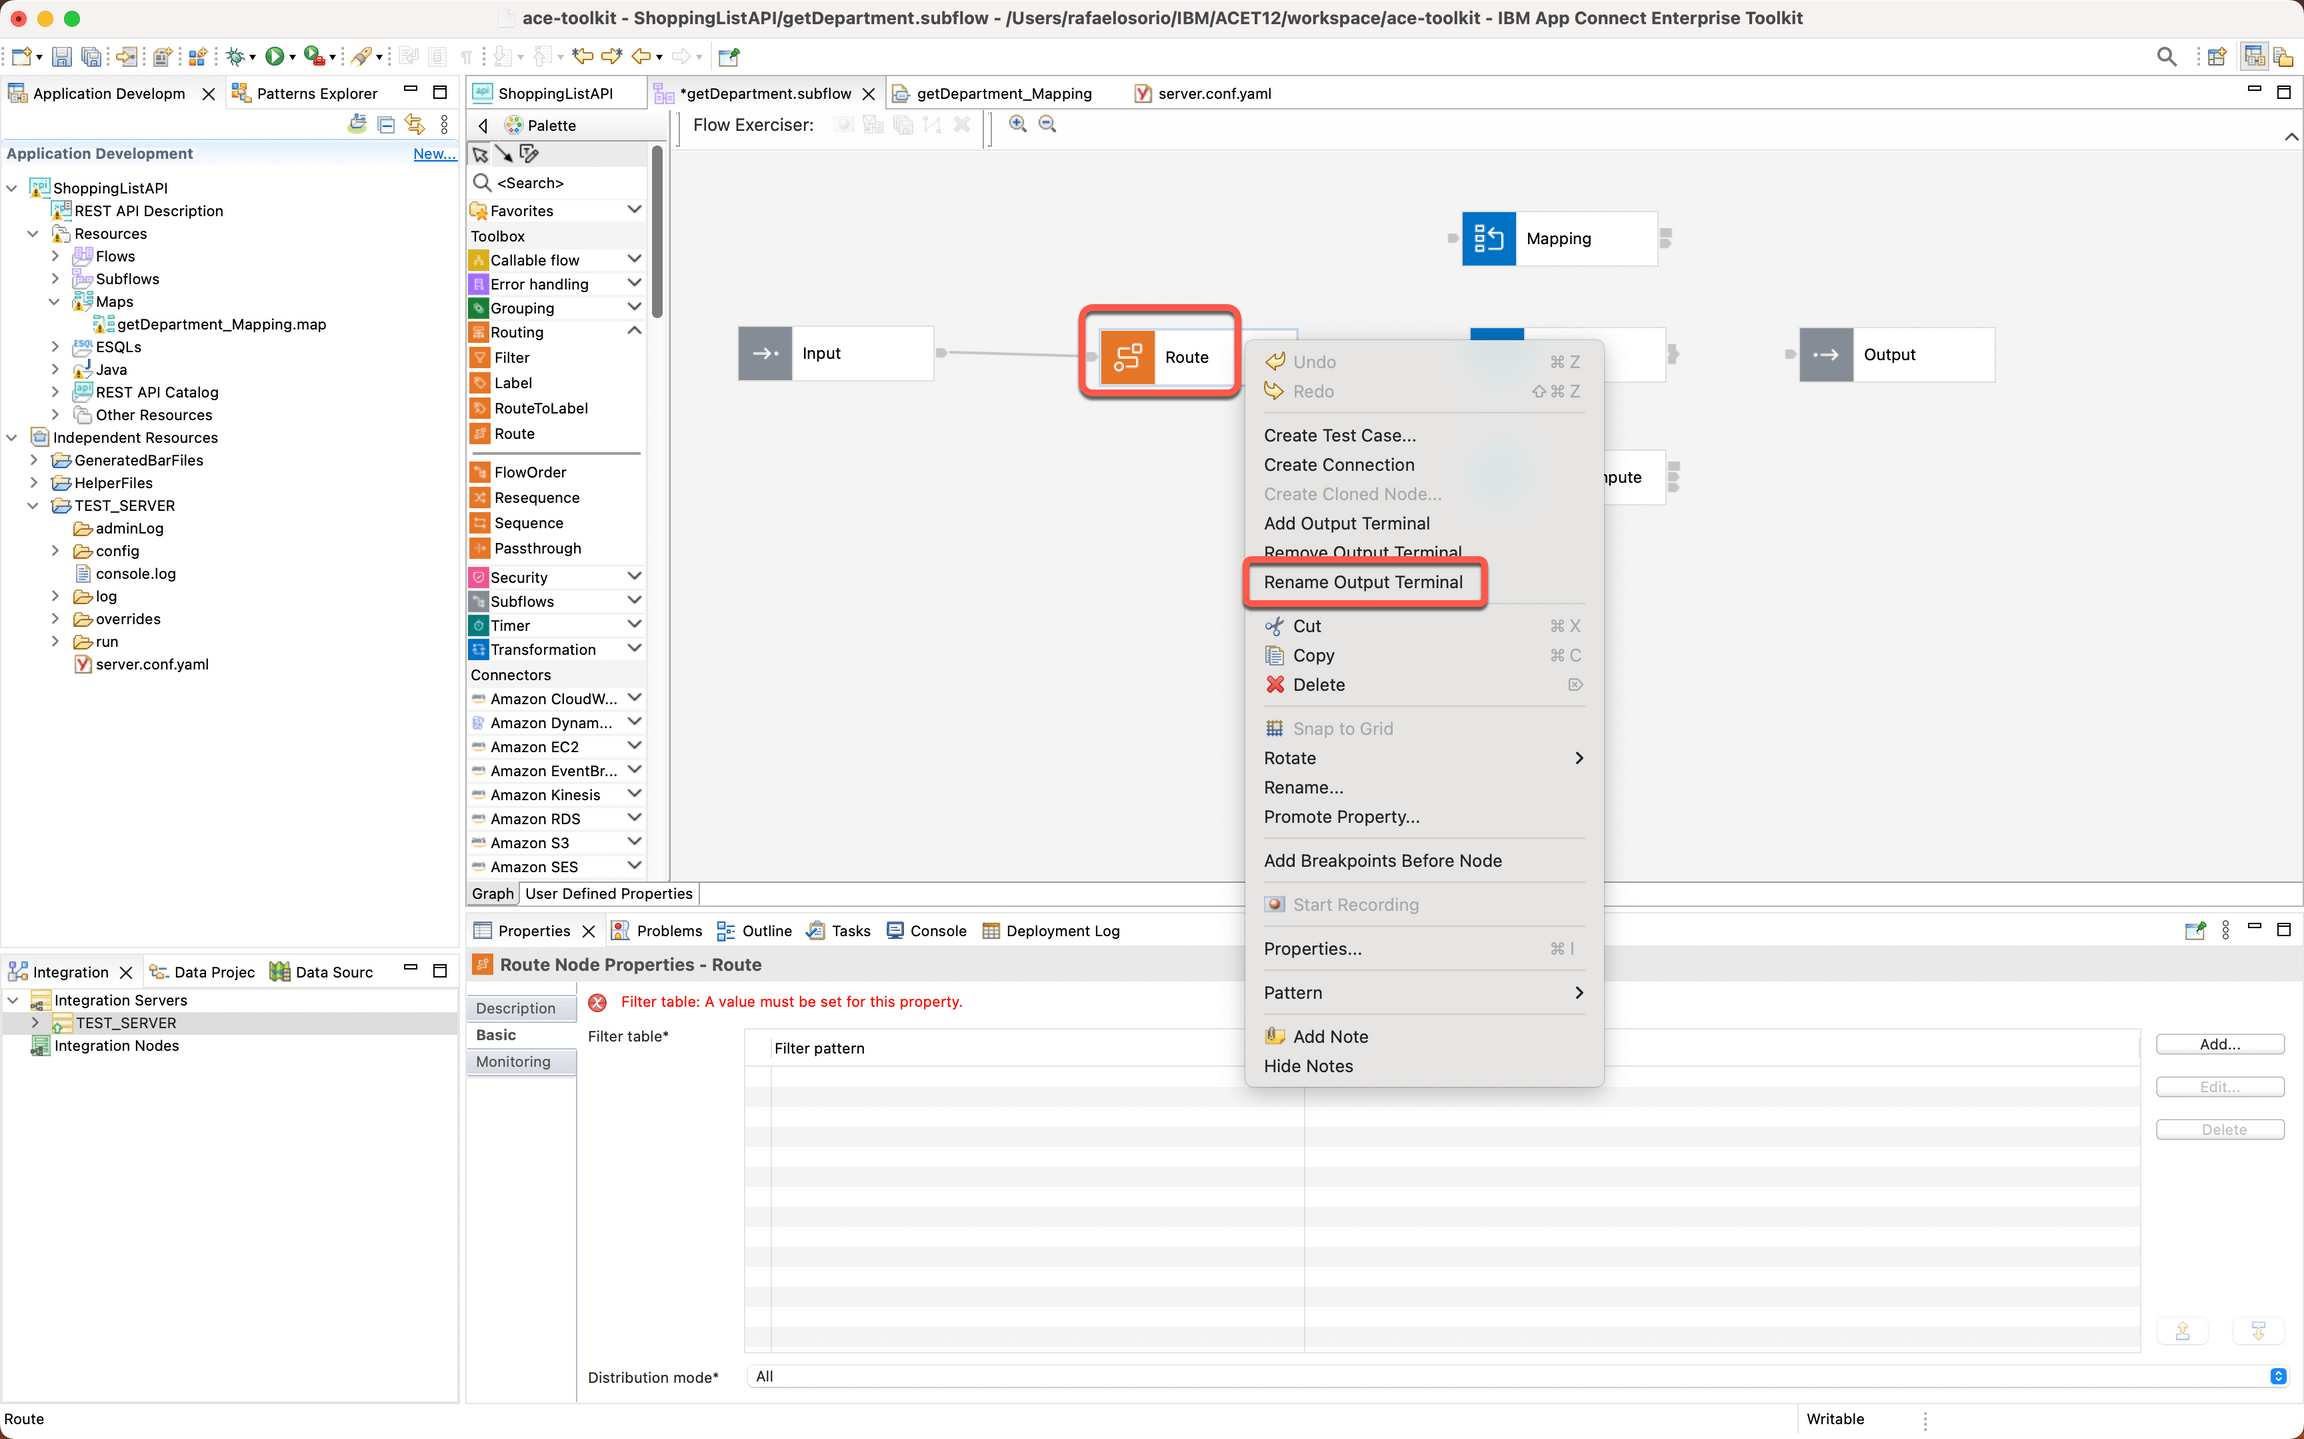 ace-toolkit - ShoppingListAPI/getDepartment.subflow - /Users/rafaelosorio/IBM/ACET12/workspace/ace-toolkit - IBM App Connect Enterprise Toolkit
Application Developm
Patterns Explorer
Application Development
New...
ShoppingListAPI
REST API Description
Resources
Flows
Subflows
Maps
getDepartment_Mapping.map
ESQLs
Java
REST API Catalog
Other Resources
Independent Resources
GeneratedBarFiles
HelperFiles
TEST_SERVER
adminLog
config
console.log
log
overrides
run
server.conf.yaml
ShoppingListAPI
*getDepartment.subflow
getDepartment_Mapping
server.conf.yaml
Palette
Flow Exerciser:
<Search>
Favorites
Toolbox
Callable flow
Error handling
Grouping
Routing
Filter
Label
RouteToLabel
Route
FlowOrder
Resequence
Sequence
Passthrough
Security
Subflows
Timer
Transformation
Connectors
Amazon CloudW...
Amazon Dynam...
Amazon EC2
Amazon EventBr...
Amazon Kinesis
Amazon RDS
Amazon S3
Amazon SES
Graph
User Defined Properties
Input
Route
Mapping
Output
npute
Undo ⌘ Z
Redo ⇧ ⌘ Z
Create Test Case...
Create Connection
Create Cloned Node...
Add Output Terminal
Remove Output Terminal
Rename Output Terminal
Cut ⌘ X
Copy ⌘ C
Delete ⌦
Snap to Grid
Rotate
Rename...
Promote Property...
Add Breakpoints Before Node
Start Recording
Properties... ⌘ I
Pattern
Add Note
Hide Notes
Properties
Problems
Outline
Tasks
Console
Deployment Log
Route Node Properties - Route
Description
Basic
Monitoring
Filter table: A value must be set for this property.
Filter table*
Filter pattern
Add...
Edit...
Delete
Distribution mode*
All
Integration
Data Projec
Data Sourc
Integration Servers
TEST_SERVER
Integration Nodes
Route
Writable